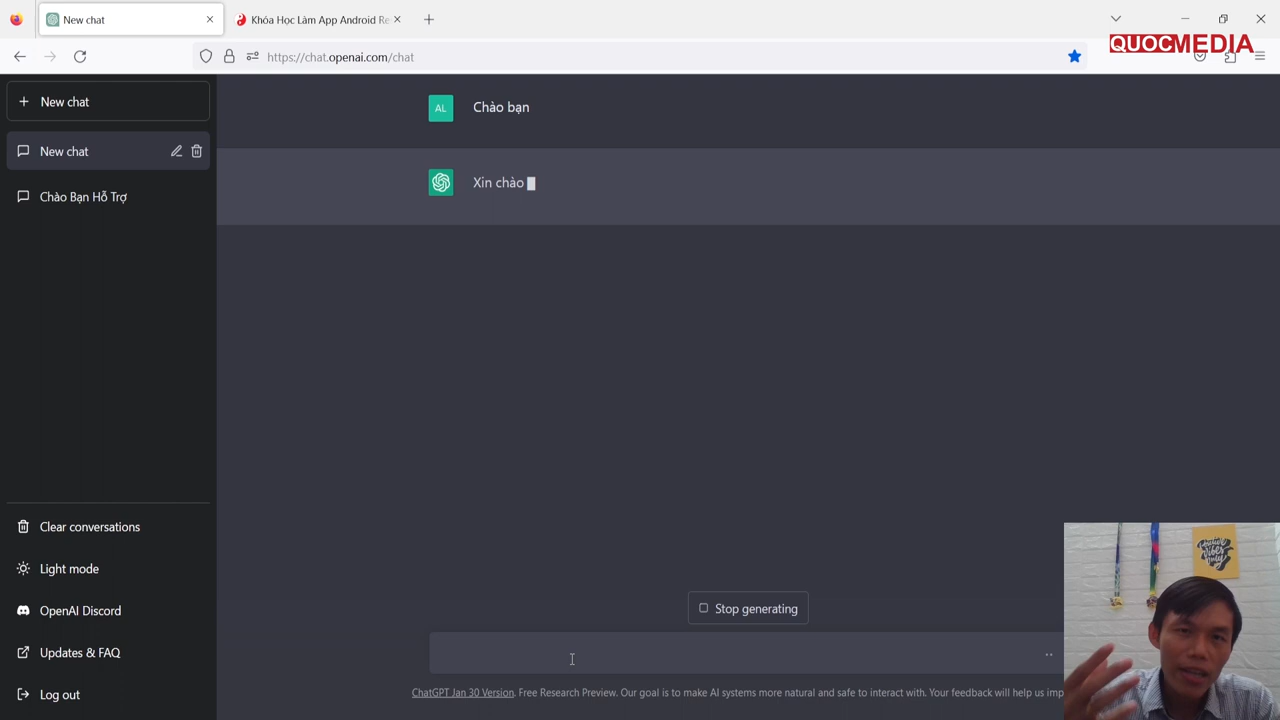 New chat
Khóa Học Làm App Android Re
https://chat.openai.com/chat
QUOCMEDIA
New chat
New chat
Chào Bạn Hỗ Trợ
AL
Chào bạn
Xin chào
Clear conversations
Light mode
OpenAI Discord
Updates & FAQ
Log out
Stop generating
ChatGPT Jan 30 Version. Free Research Preview. Our goal is to make AI systems more natural and safe to interact with. Your feedback will help us imp